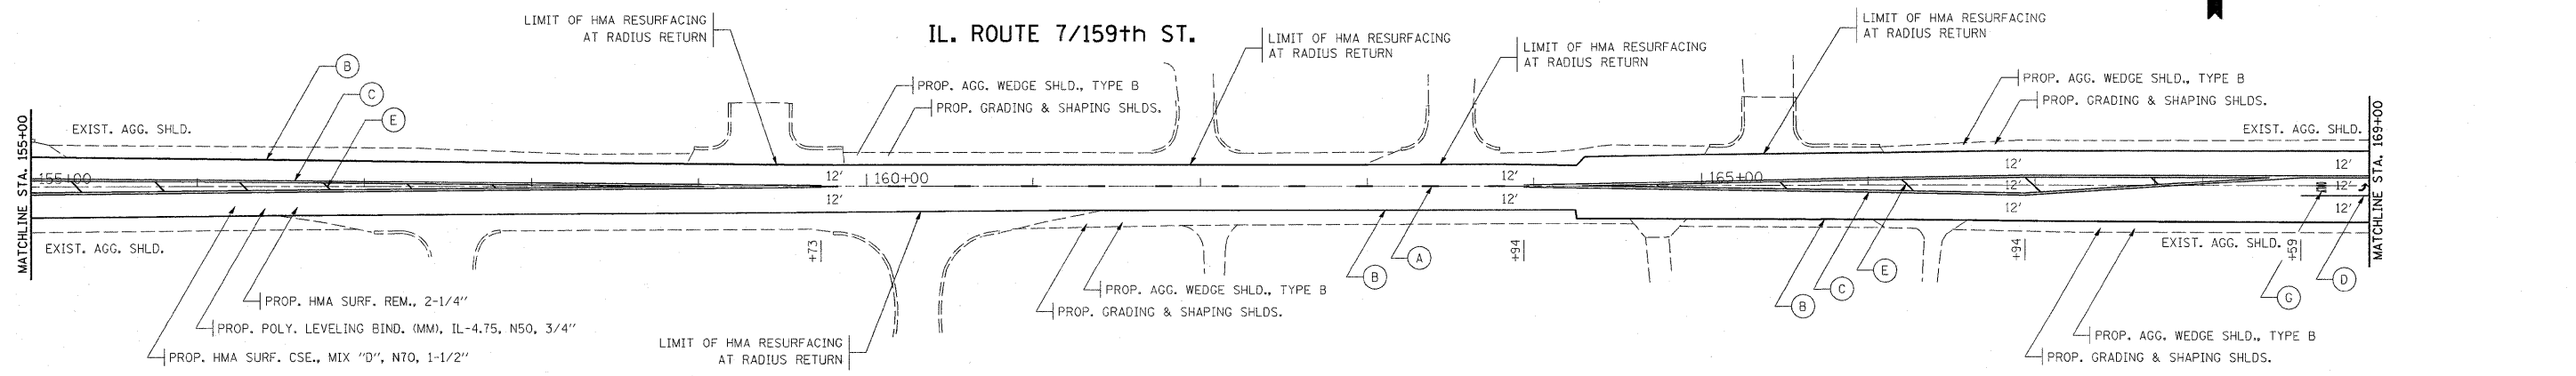 IL. ROUTE 7/159th ST.
LIMIT OF HMA RESURFACING
AT RADIUS RETURN
LIMIT OF HMA RESURFACING
AT RADIUS RETURN
LIMIT OF HMA RESURFACING
AT RADIUS RETURN
LIMIT OF HMA RESURFACING
AT RADIUS RETURN
B
C
E
PROP. AGG. WEDGE SHLD., TYPE B
PROP. GRADING & SHAPING SHLDS.
PROP. AGG. WEDGE SHLD., TYPE B
PROP. GRADING & SHAPING SHLDS.
MATCHLINE STA. 155+00
EXIST. AGG. SHLD.
EXIST. AGG. SHLD.
MATCHLINE STA. 169+00
155+00
12'
160+00
12'
165+00
12'
12'
12'
12'
12'
12'
12'
12'
EXIST. AGG. SHLD.
+73
+94
+94
EXIST. AGG. SHLD.
+59
A
B
B
C
E
G
D
PROP. HMA SURF. REM., 2-1/4"
PROP. POLY. LEVELING BIND. (MM), IL-4.75, N50, 3/4"
PROP. HMA SURF. CSE., MIX "D", N70, 1-1/2"
LIMIT OF HMA RESURFACING
AT RADIUS RETURN
PROP. AGG. WEDGE SHLD., TYPE B
PROP. GRADING & SHAPING SHLDS.
PROP. AGG. WEDGE SHLD., TYPE B
PROP. GRADING & SHAPING SHLDS.